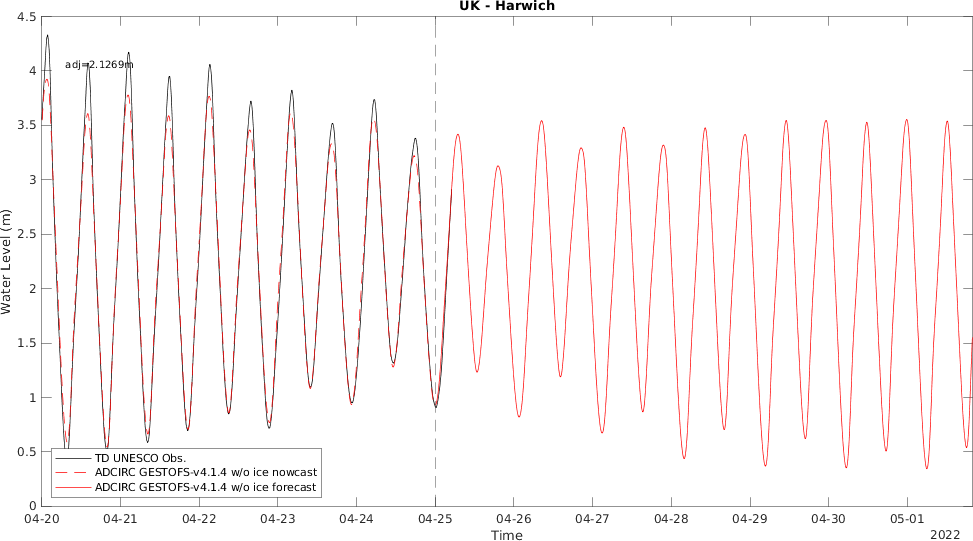 UK - Harwich
4.5
4
3.5
3
2.5
2
1.5
1
0.5
0
Water Level (m)
adj=2.1269m
TD UNESCO Obs.
ADCIRC GESTOFS-v4.1.4 w/o ice nowcast
ADCIRC GESTOFS-v4.1.4 w/o ice forecast
04-20 04-21 04-22 04-23 04-24 04-25 04-26 04-27 04-28 04-29 04-30 05-01
Time
2022